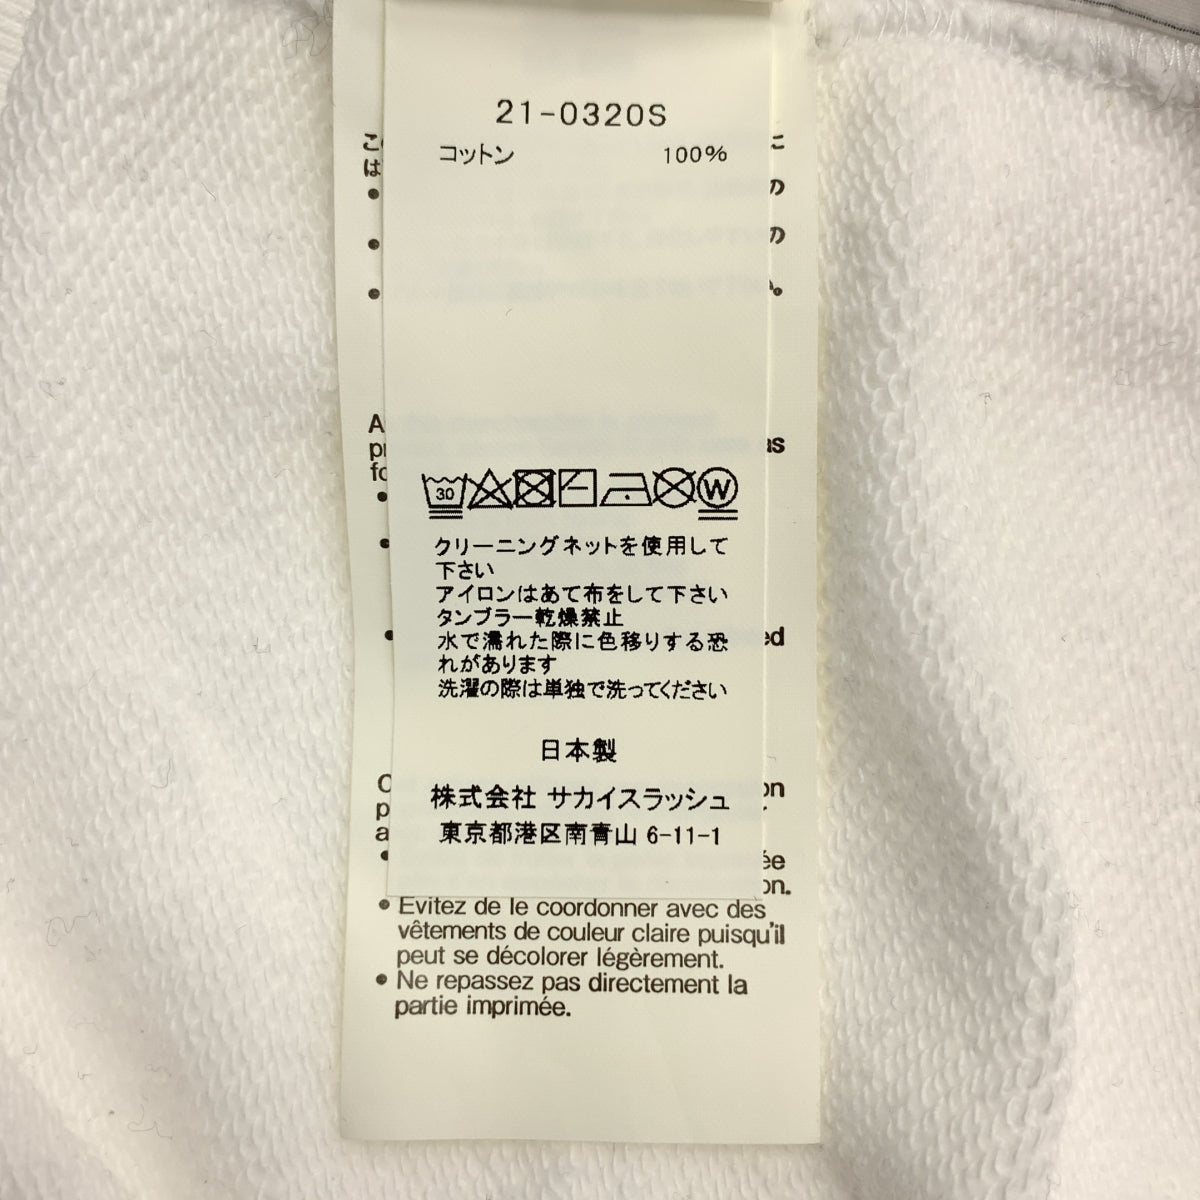 21-0320S
コットン 100%
30
W
クリーニングネットを使用して
下さい
アイロンはあて布をして下さい
タンブラー乾燥禁止
水で濡れた際に色移りする恐
れがあります
洗濯の際は単独で洗ってください
日本製
株式会社 サカイスラッシュ
東京都港区南青山 6-11-1
• Evitez de le coordonner avec des
vêtements de couleur claire puisqu'il
peut se décolorer légèrement.
• Ne repassez pas directement la
partie imprimée.